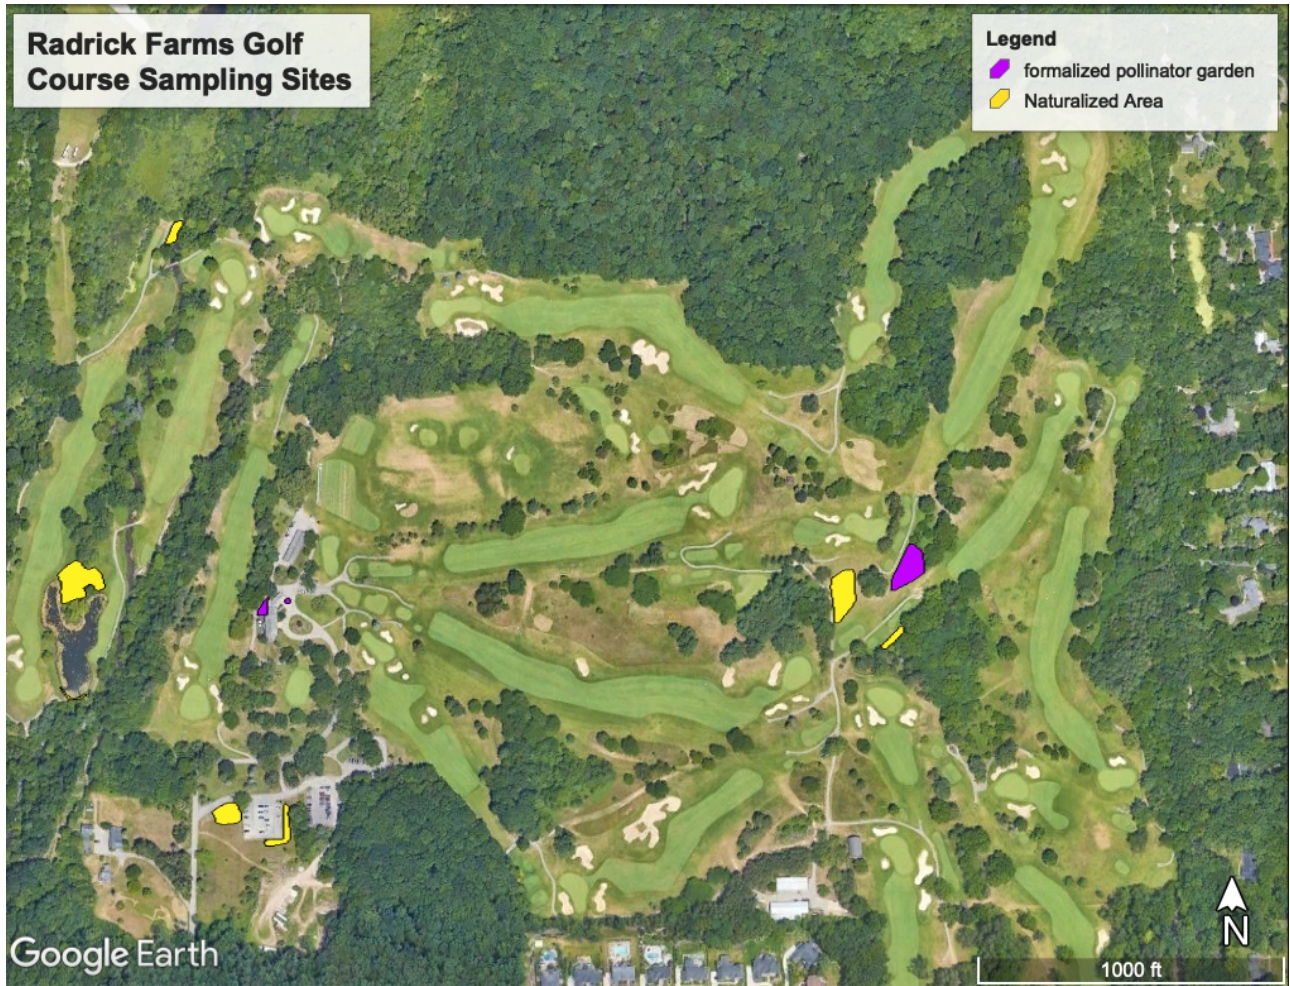 Radrick Farms Golf
Course Sampling Sites
Legend
formalized pollinator garden
Naturalized Area
Google Earth
N
1000 ft